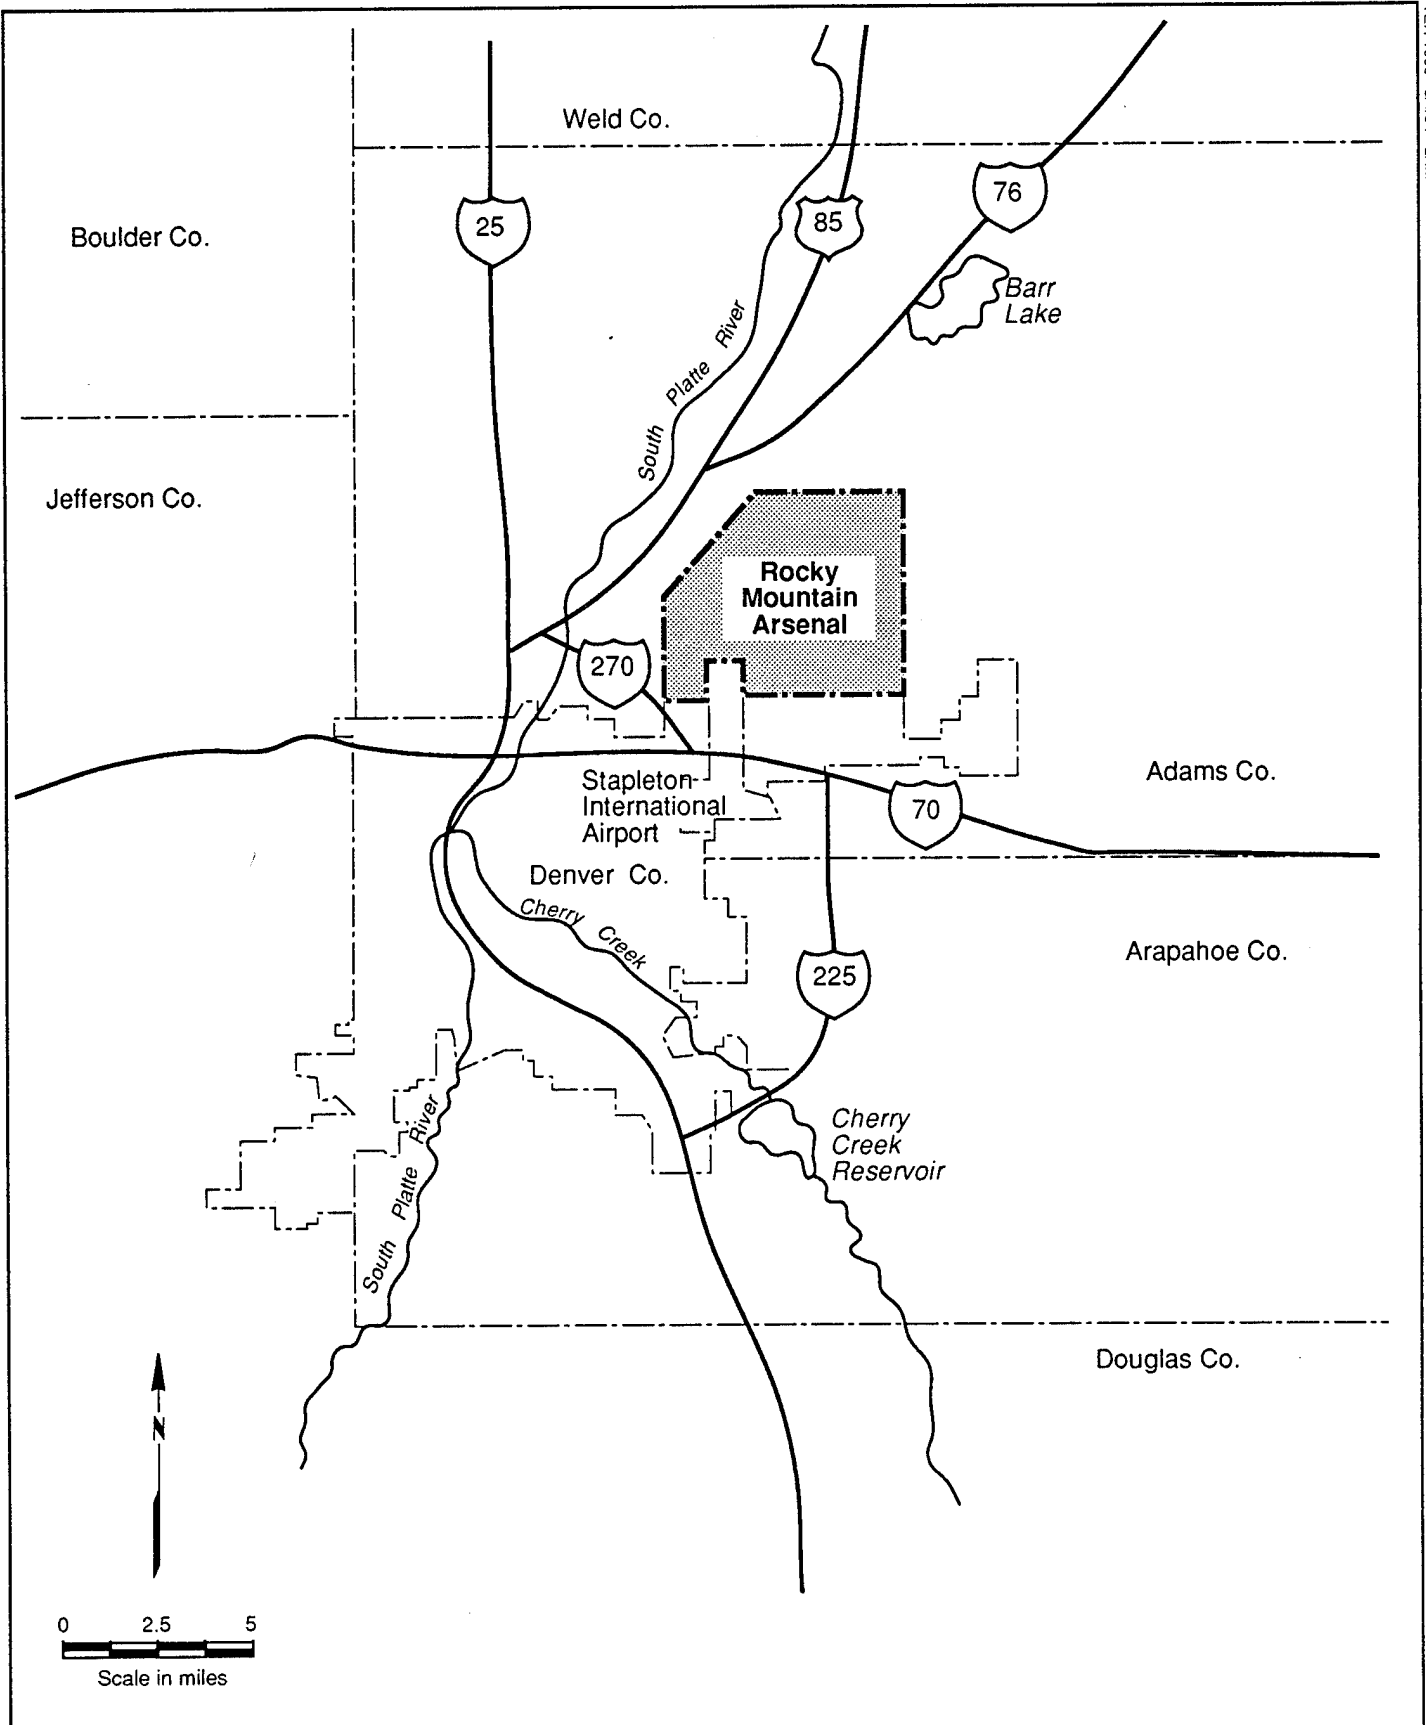 Weld Co.
76
25
85
Boulder Co.
Barr
Lake
South Platte River
Jefferson Co.
Rocky
Mountain
Arsenal
270
Stapleton
International
Airport
Adams Co.
70
Denver Co.
Cherry Creek
Arapahoe Co.
225
Cherry
Creek
Reservoir
South Platte River
Douglas Co.
N
0 2.5 5
Scale in miles